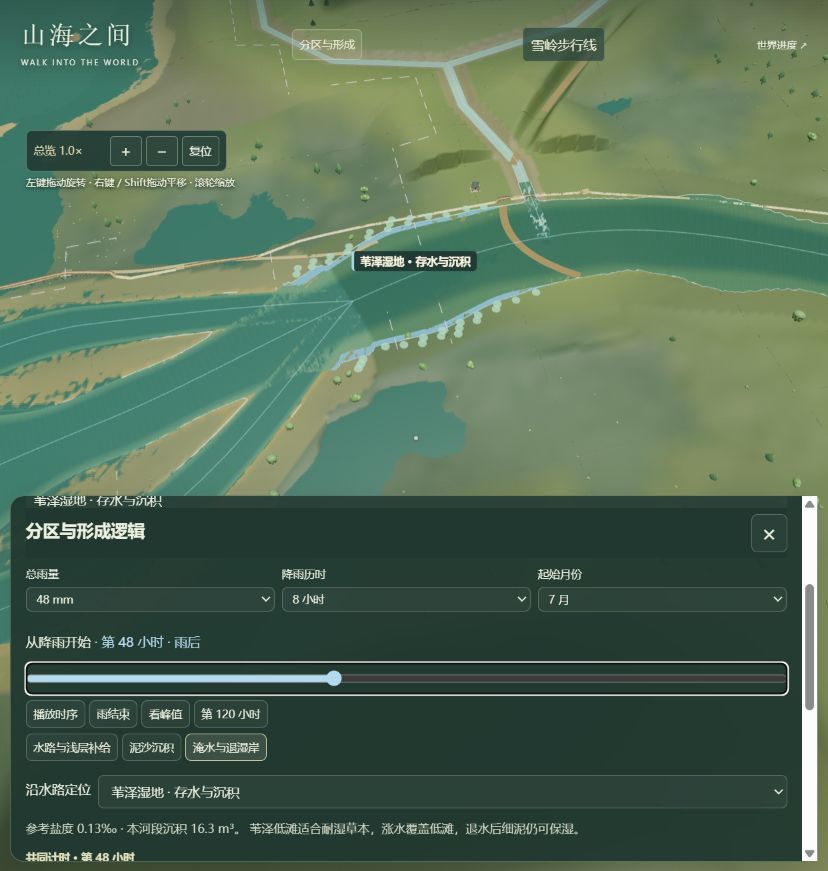 山海之间
WALK INTO THE WORLD
分区与形成
雪岭步行线
世界进度 ↗
总览 1.0×
+
−
复位
左键拖动旋转 · 右键 / Shift拖动平移 · 滚轮缩放
苇泽湿地 • 存水与沉积
苇泽湿地 · 存水与沉积
分区与形成逻辑
×
总雨量
降雨历时
起始月份
48 mm
8 小时
7 月
从降雨开始 · 第 48 小时 · 雨后
播放时序
雨结束
看峰值
第 120 小时
水路与浅层补给
泥沙沉积
淹水与退湿岸
沿水路定位
苇泽湿地 · 存水与沉积
参考盐度 0.13‰ · 本河段沉积 16.3 m³。 苇泽低滩适合耐湿草本，涨水覆盖低滩，退水后细泥仍可保湿。
共同计时 • 第 48 小时